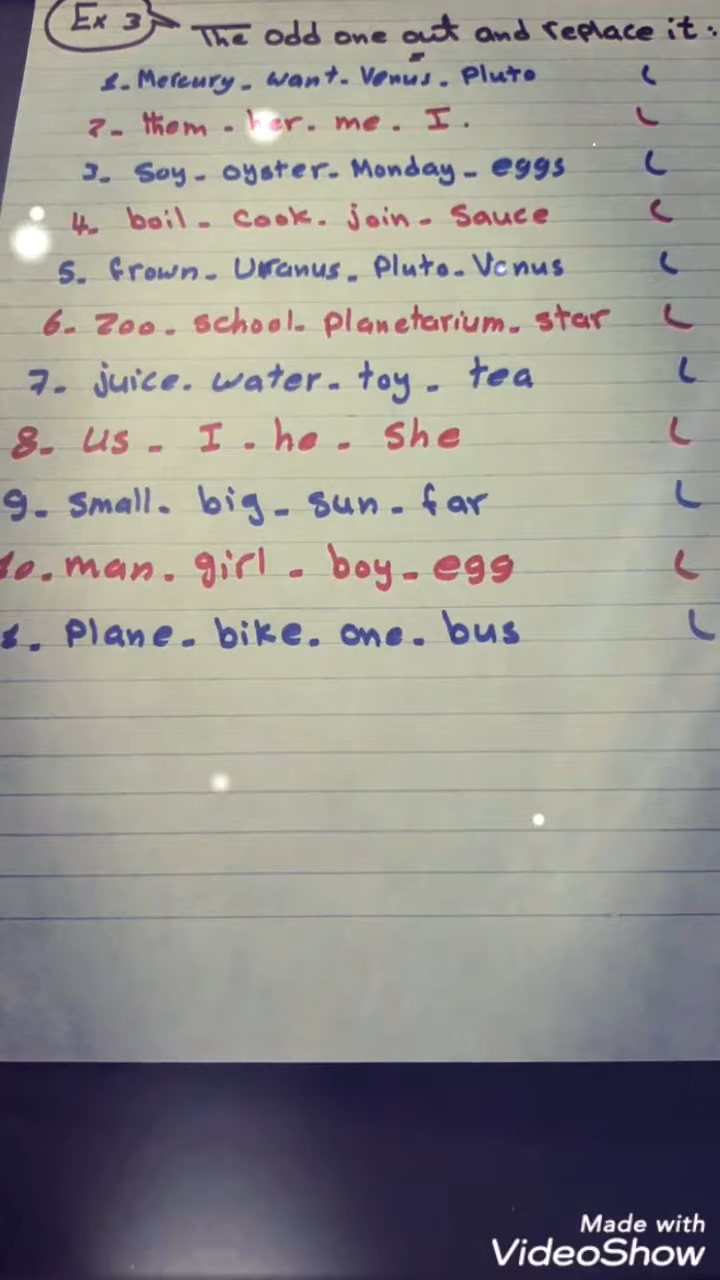 Ex 3 The odd one out and replace it:
1. Mercury - want - Venus. Pluto (
2- them - her. me. I. (
3. Soy - oyster - Monday - eggs (
4. boil - cook. join - Sauce (
5. frown - Uranus. Pluto - Venus (
6- Zoo. school. planetarium. star (
7- juice. water - toy - tea (
8- us - I - he - she (
9- small. big - sun - far (
10. man. girl - boy - egg (
1. Plane - bike. one. bus (
Made with
VideoShow